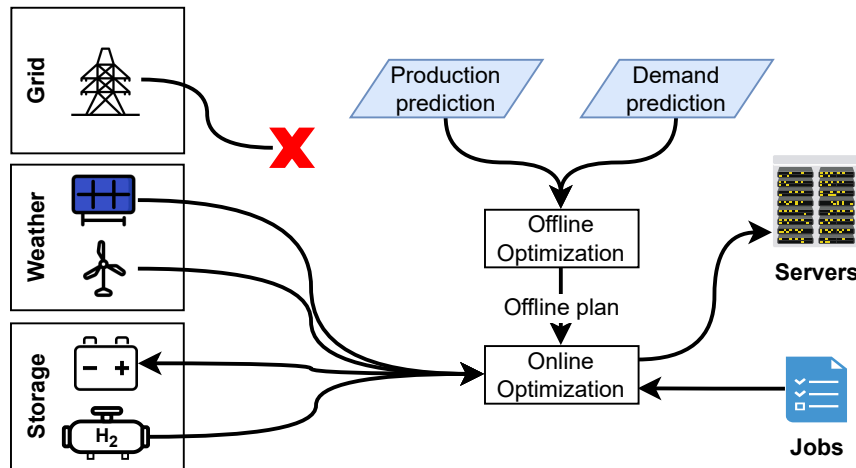 Grid
Production
prediction
Demand
prediction
Weather
Offline
Optimization
Servers
Offline plan
Storage
− +
H2
Online
Optimization
Jobs